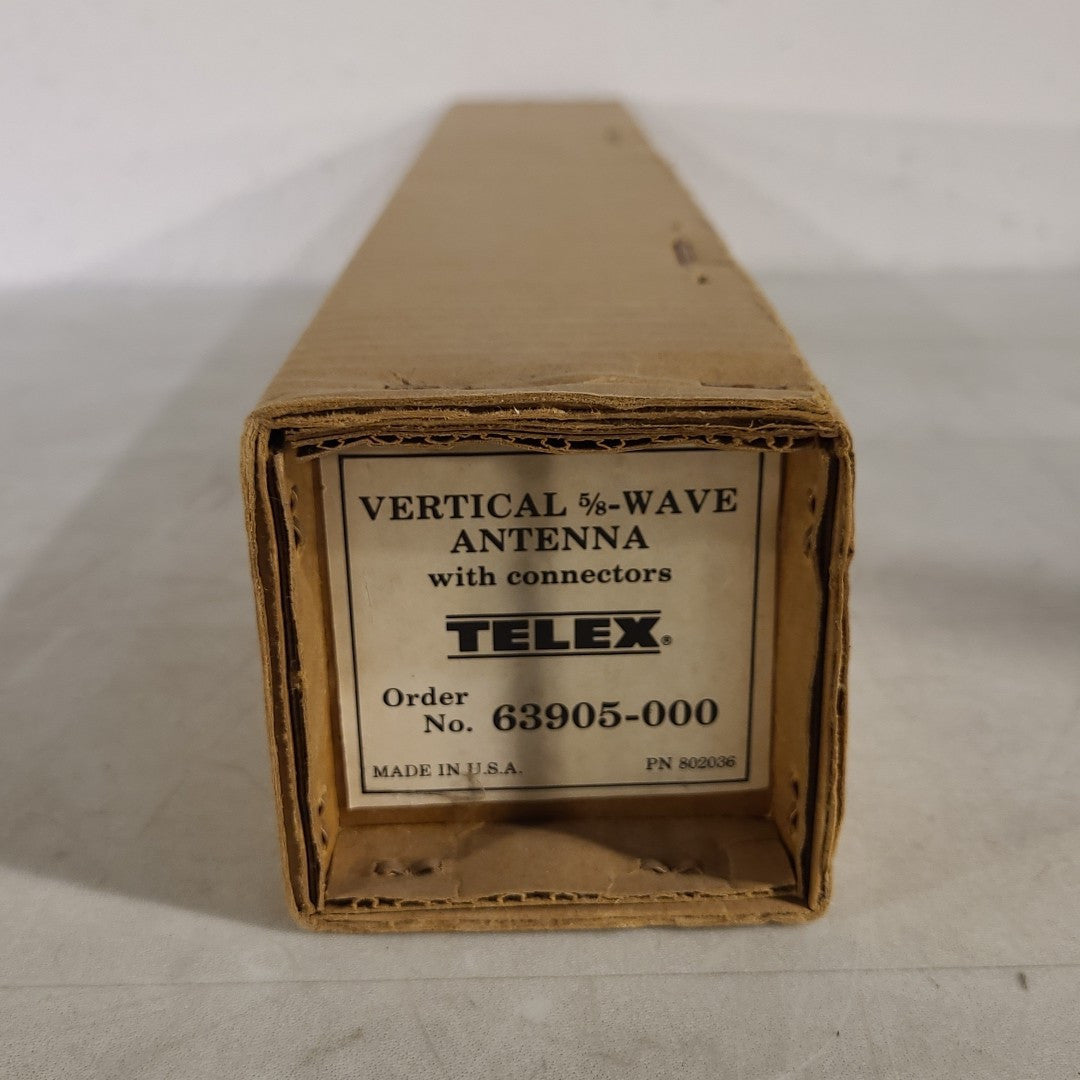 VERTICAL ⅝-WAVE
ANTENNA
with connectors
TELEX®
Order
No. 63905-000
MADE IN U.S.A. PN 802036